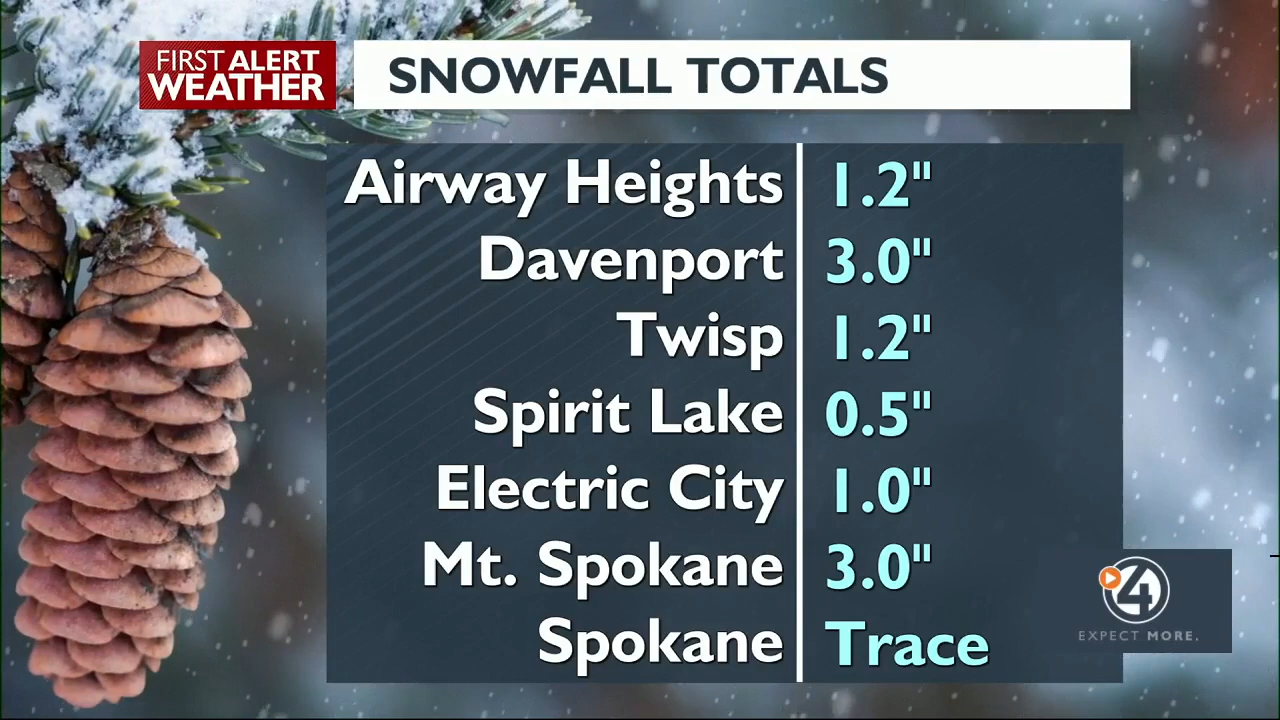 FIRST ALERT
WEATHER
SNOWFALL TOTALS
Airway Heights 1.2"
Davenport 3.0"
Twisp 1.2"
Spirit Lake 0.5"
Electric City 1.0"
Mt. Spokane 3.0"
Spokane Trace
4
EXPECT MORE.